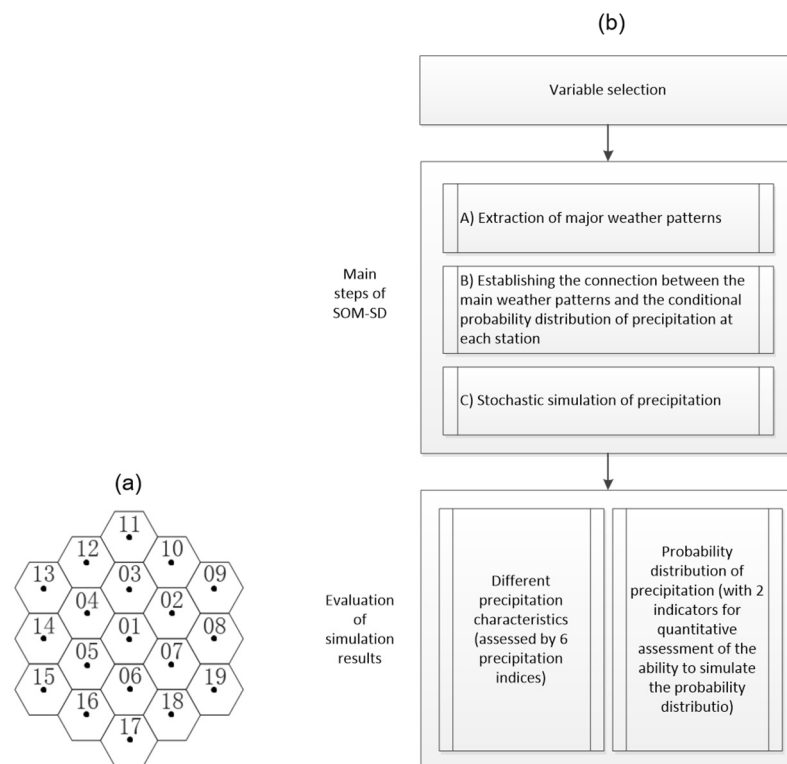 (b)
Variable selection
Main
steps of
SOM-SD
A) Extraction of major weather patterns
B) Establishing the connection between the
main weather patterns and the conditional
probability distribution of precipitation at
each station
C) Stochastic simulation of precipitation
(a)
11
12
10
13
03
09
04
02
14
01
08
05
07
15
06
19
16
18
17
Evaluation
of
simulation
results
Different
precipitation
characteristics
(assessed by 6
precipitation
indices)
Probability
distribution of
precipitation (with 2
indicators for
quantitative
assessment of the
ability to simulate
the probability
distributio)